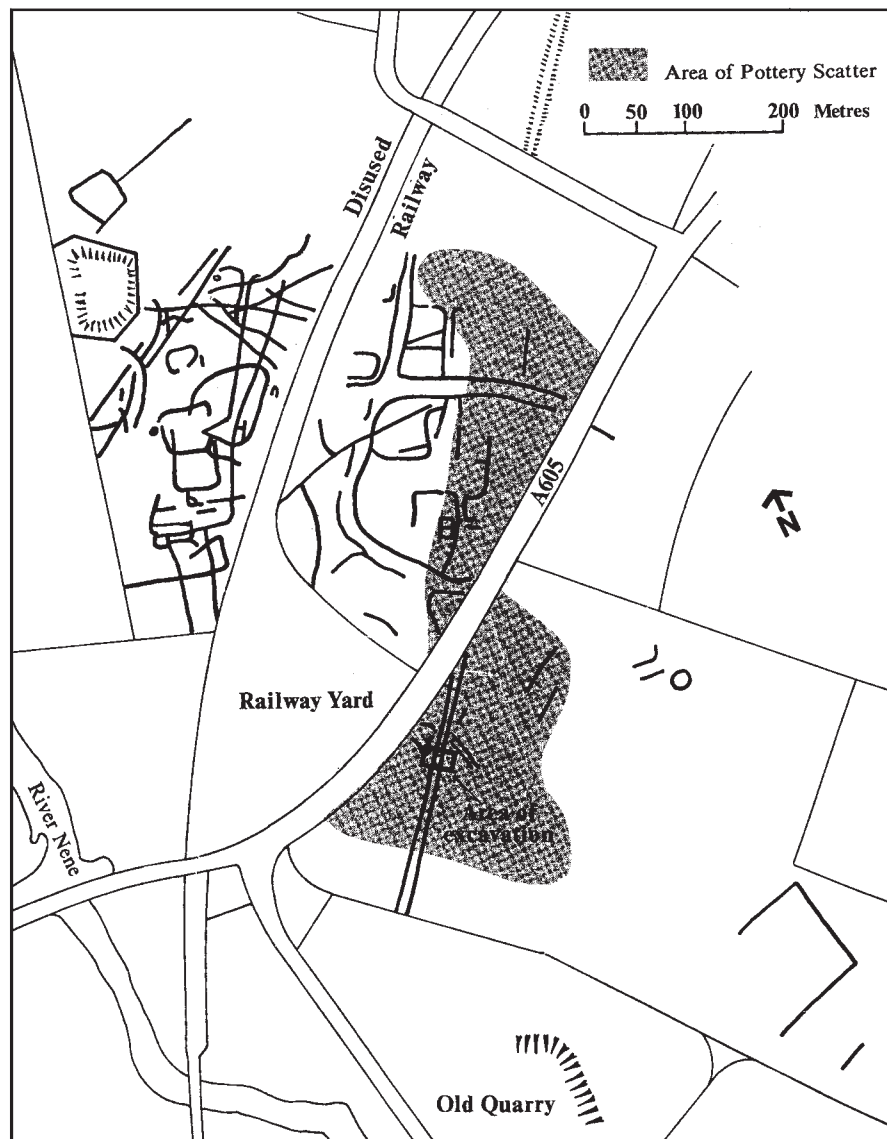 Area of Pottery Scatter
0 50 100 200 Metres
Disused
Railway
A605
N
Railway Yard
River Nene
Area of
excavation
Old Quarry